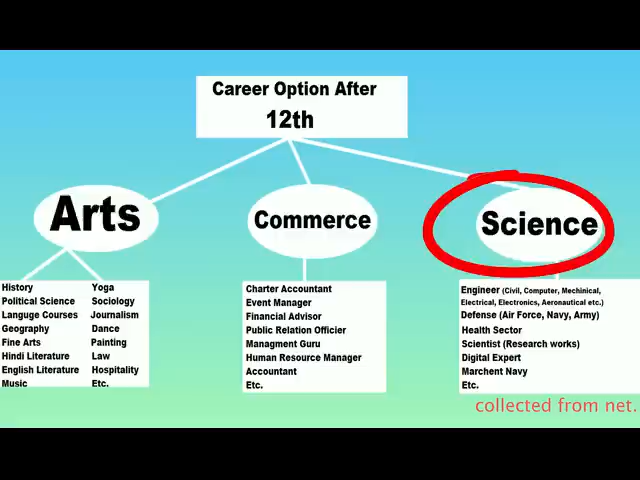 Career Option After
12th
Arts
Commerce
Science
History
Political Science
Languge Courses
Geography
Fine Arts
Hindi Literature
English Literature
Music
Yoga
Sociology
Journalism
Dance
Painting
Law
Hospitality
Etc.
Charter Accountant
Event Manager
Financial Advisor
Public Relation Officier
Managment Guru
Human Resource Manager
Accountant
Etc.
Engineer (Civil, Computer, Mechinical,
Electrical, Electronics, Aeronautical etc.)
Defense (Air Force, Navy, Army)
Health Sector
Scientist (Research works)
Digital Expert
Marchent Navy
Etc.
collected from net.